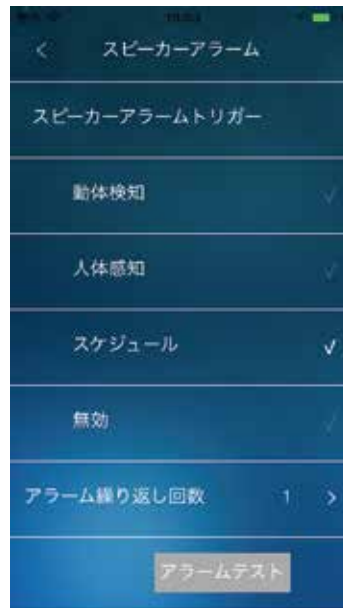 スピーカーアラーム
スピーカーアラームトリガー
動体検知
人体感知
スケジュール
無効
アラーム繰り返し回数 1 >
アラームテスト